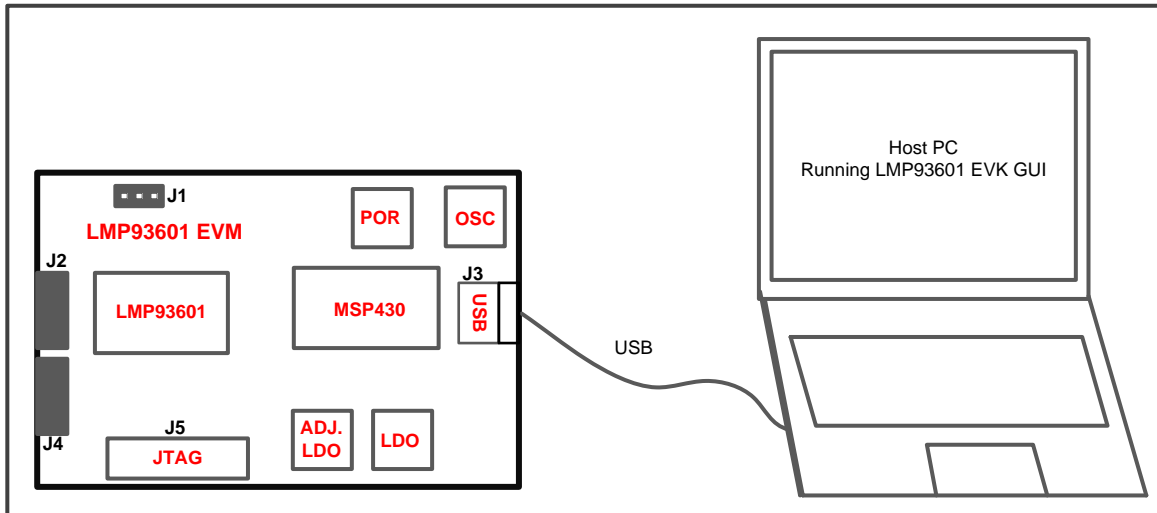 Host PC
Running LMP93601 EVK GUI
J1
LMP93601 EVM
POR
OSC
J2
J3
LMP93601
MSP430
USB
USB
J4
J5
JTAG
ADJ.
LDO
LDO